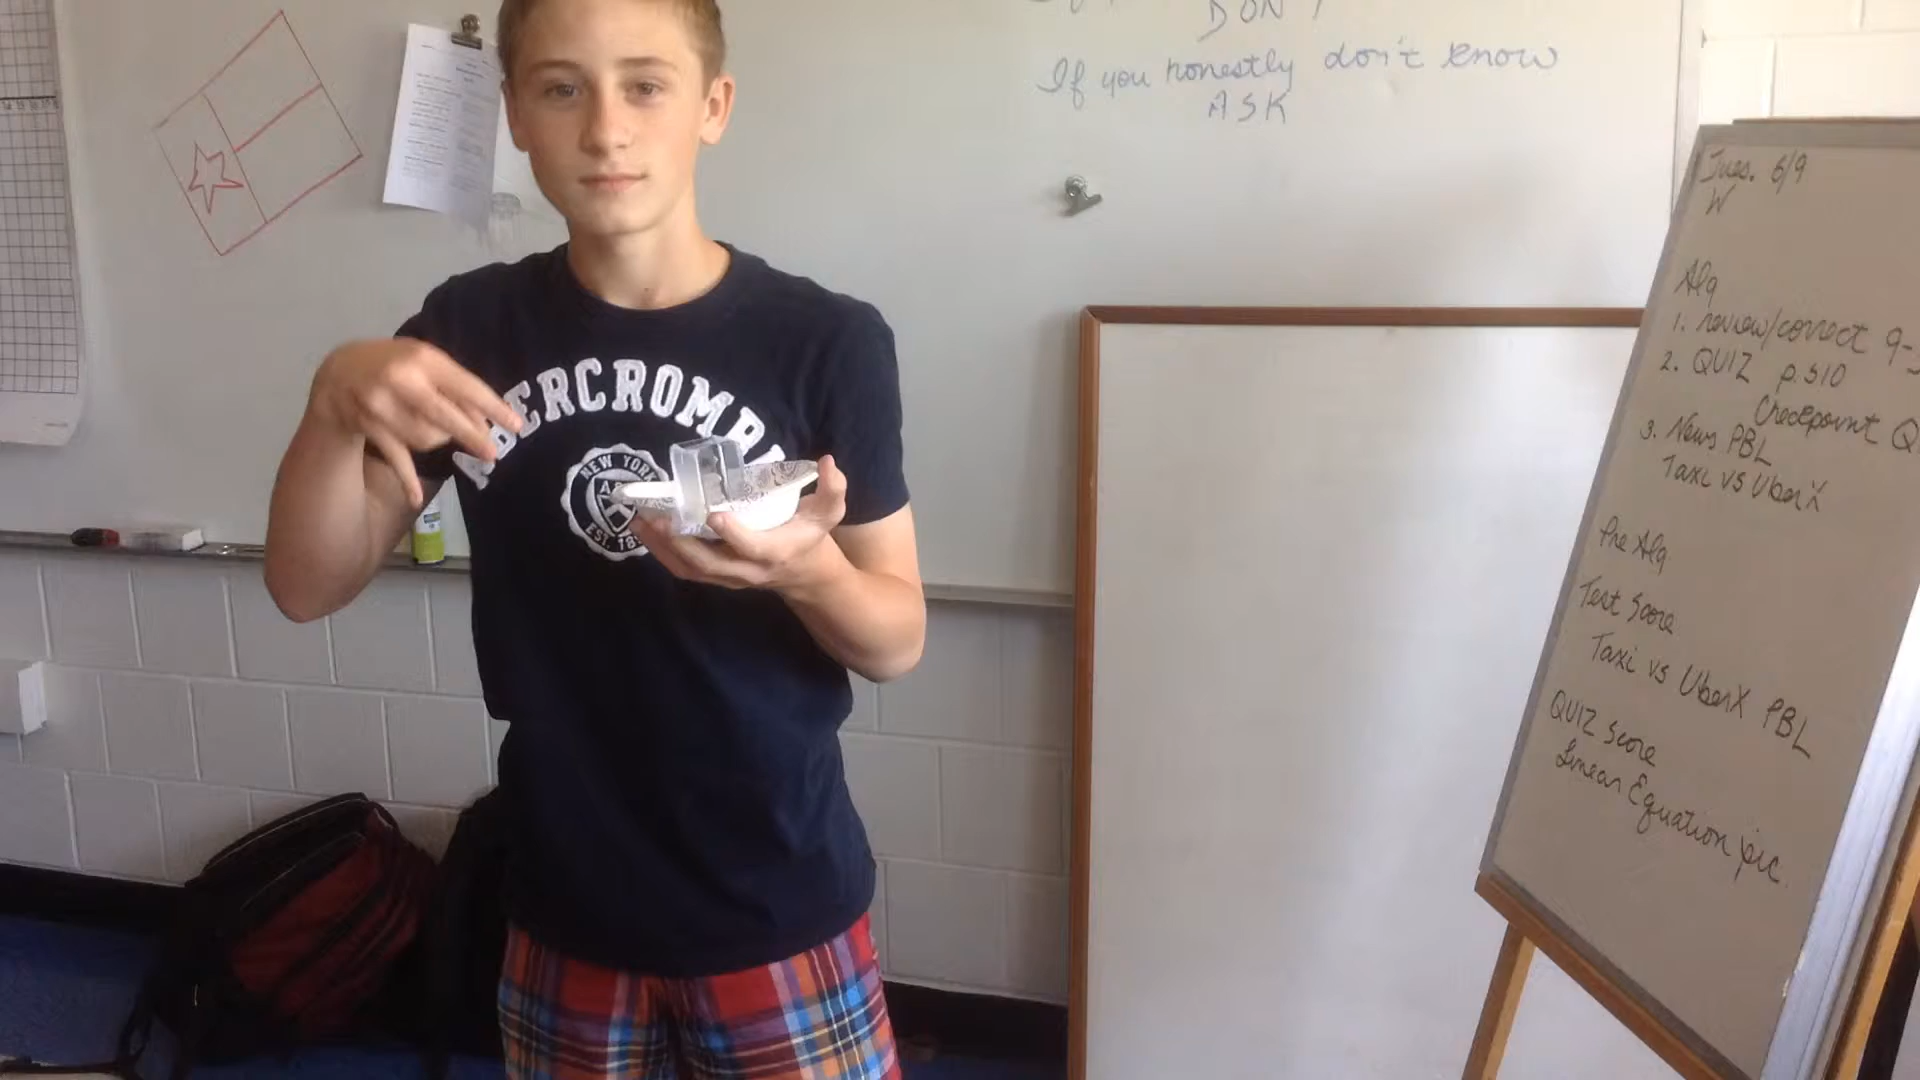 DON'T
If you honestly don't know
ASK
ABERCROMBI
NEW YORK
A&
EST. 18
Tues. 6/9
W
Alg
1. review/correct 9-
2. QUIZ p.510
Checkpoint Q
3. News PBL
Taxi vs UberX
Pre Alg
Test Score
Taxi vs UberX PBL
QUIZ Score
Linear Equation pic.